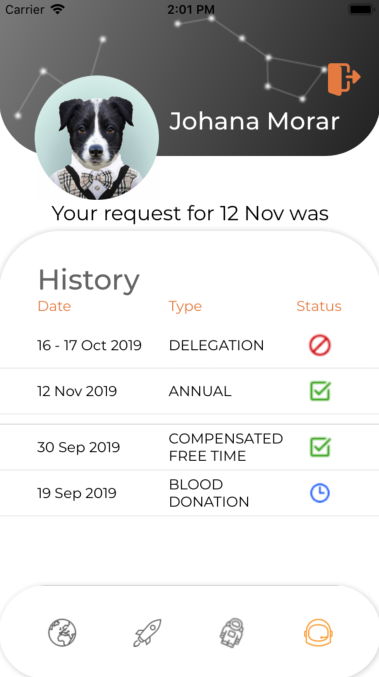 Carrier 2:01 PM
Johana Morar
Your request for 12 Nov was
History
Date Type Status
16 - 17 Oct 2019 DELEGATION
12 Nov 2019 ANNUAL
30 Sep 2019 COMPENSATED
FREE TIME
19 Sep 2019 BLOOD
DONATION